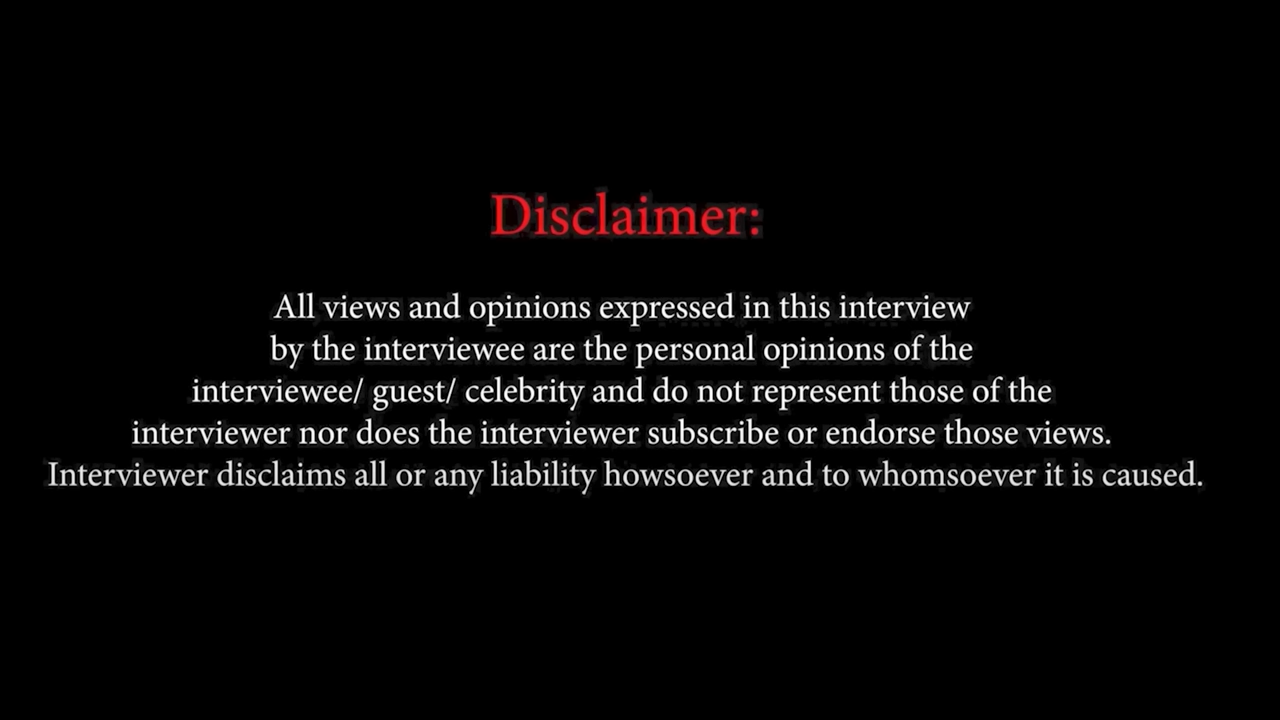 Disclaimer:
All views and opinions expressed in this interview
by the interviewee are the personal opinions of the
interviewee/ guest/ celebrity and do not represent those of the
interviewer nor does the interviewer subscribe or endorse those views.
Interviewer disclaims all or any liability howsoever and to whomsoever it is caused.